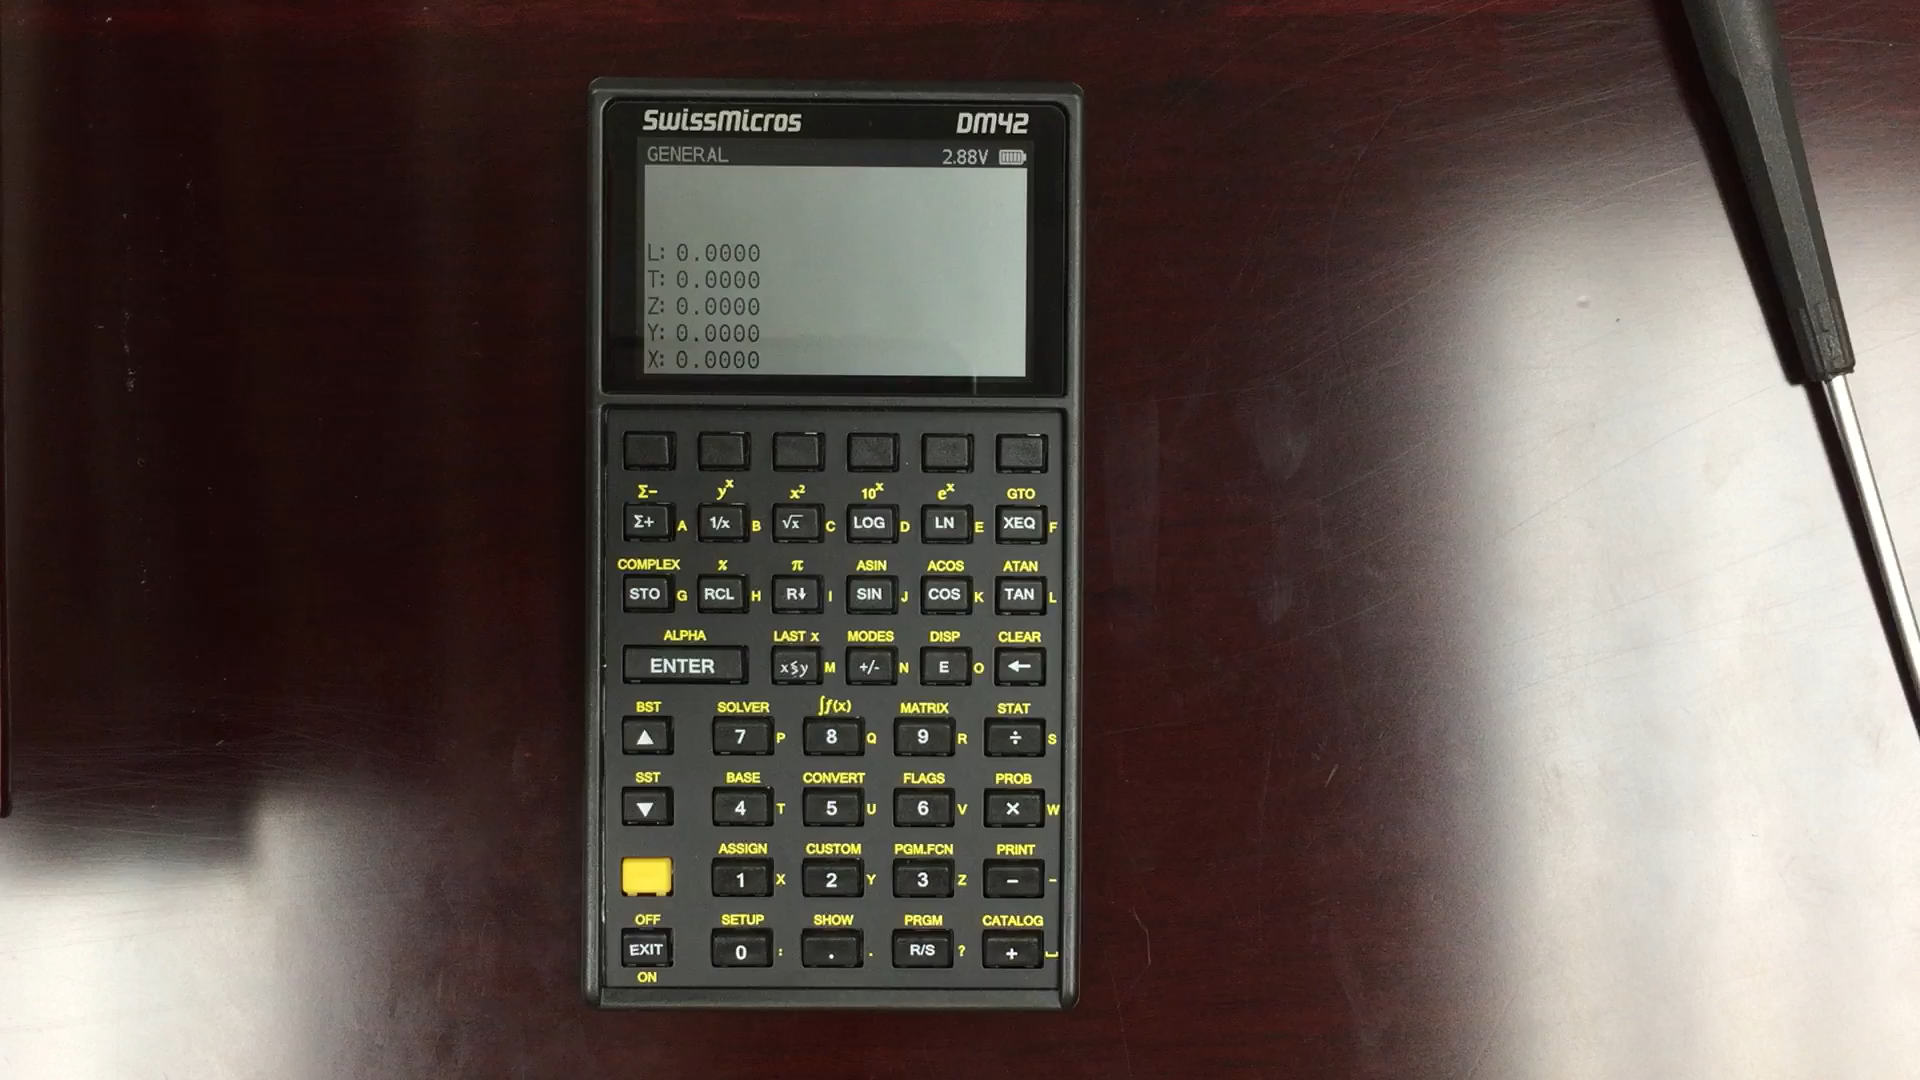 SwissMicros DM42
GENERAL 2.88V
L: 0.0000
T: 0.0000
Z: 0.0000
Y: 0.0000
X: 0.0000
Σ− yˣ x² 10ˣ eˣ GTO
Σ+ A 1/x B √x C LOG D LN E XEQ F
COMPLEX % π ASIN ACOS ATAN
STO G RCL H R↓ I SIN J COS K TAN L
ALPHA LAST x MODES DISP CLEAR
ENTER x≶y M +/- N E O ←
BST SOLVER ∫f(x) MATRIX STAT
▲ 7 P 8 Q 9 R ÷ S
SST BASE CONVERT FLAGS PROB
▼ 4 T 5 U 6 V × W
ASSIGN CUSTOM PGM.FCN PRINT
1 X 2 Y 3 Z − -
OFF SETUP SHOW PRGM CATALOG
EXIT 0 : . . R/S ? + ⎵
ON